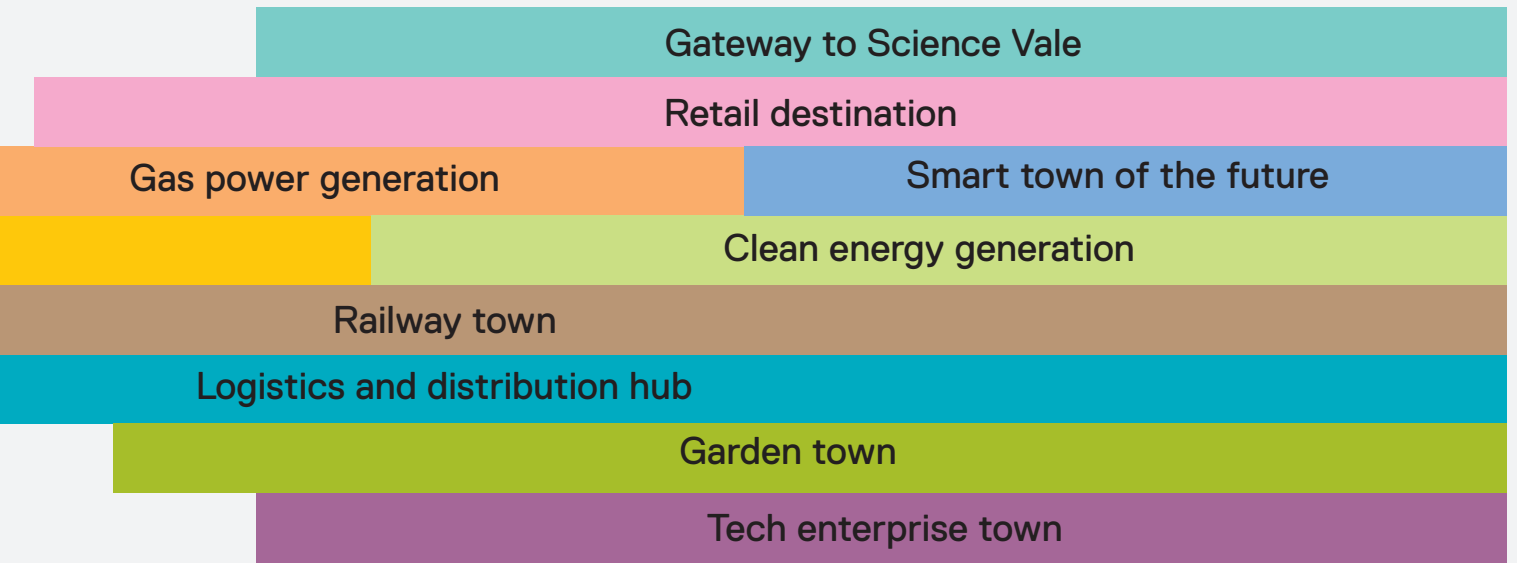 Gateway to Science Vale
Retail destination
Gas power generation
Smart town of the future
Clean energy generation
Railway town
Logistics and distribution hub
Garden town
Tech enterprise town